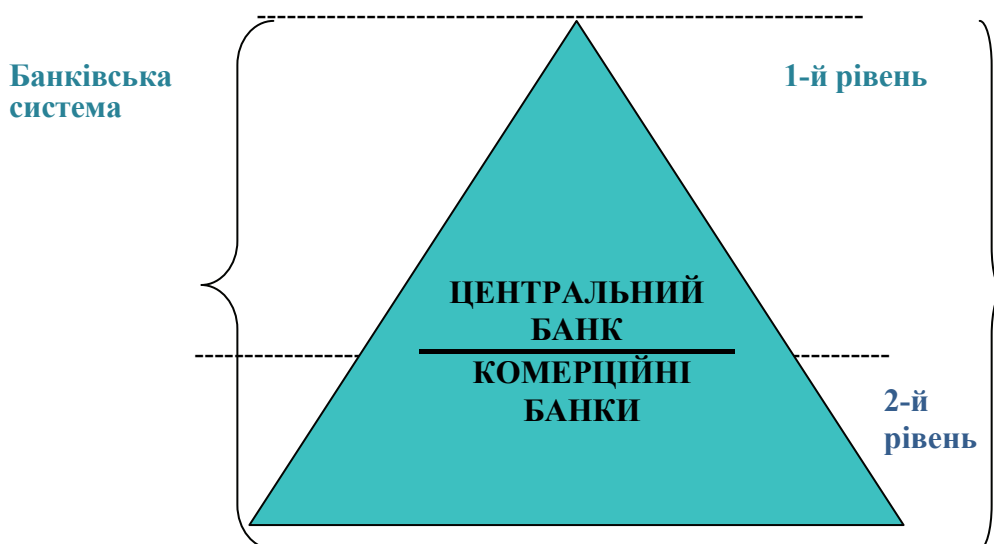 Банківська
система
1-й рівень
ЦЕНТРАЛЬНИЙ
БАНК
КОМЕРЦІЙНІ
БАНКИ
2-й
рівень